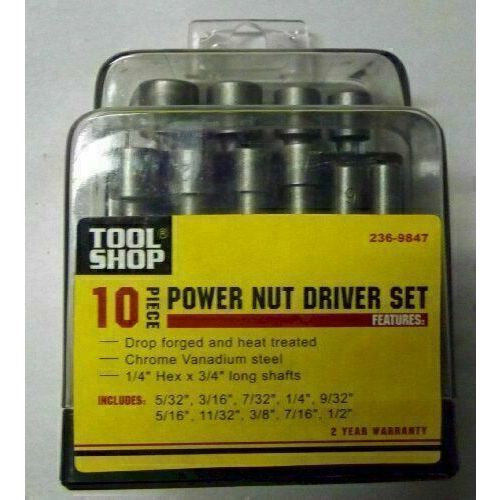 TOOL®
SHOP
236-9847
10 PIECE POWER NUT DRIVER SET
FEATURES:
— Drop forged and heat treated
— Chrome Vanadium steel
— 1/4" Hex x 3/4" long shafts
INCLUDES: 5/32", 3/16", 7/32", 1/4", 9/32"
5/16", 11/32", 3/8", 7/16", 1/2"
2 YEAR WARRANTY